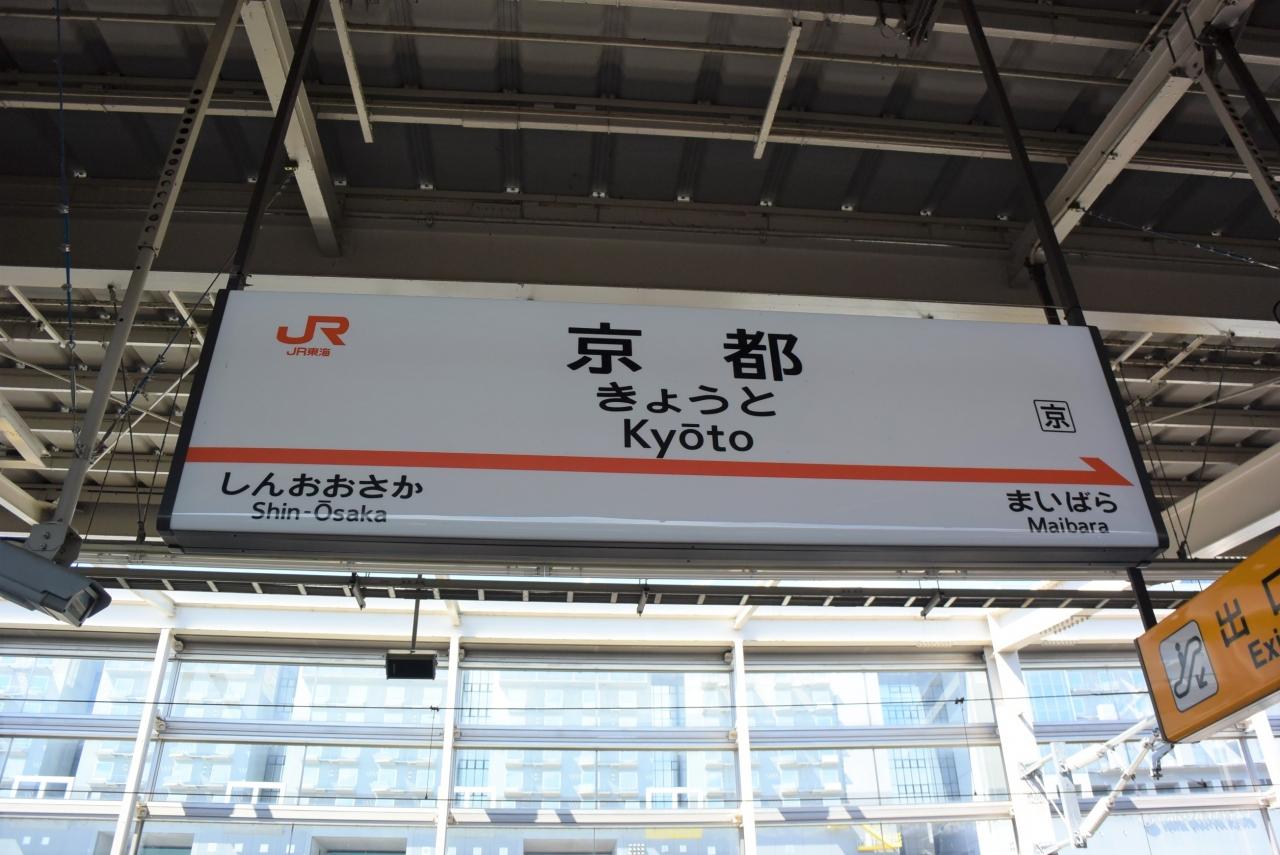 JR
JR東海
京都
きょうと
Kyōto
京
しんおおさか
Shin-Ōsaka
まいばら
Maibara
出口
Exi